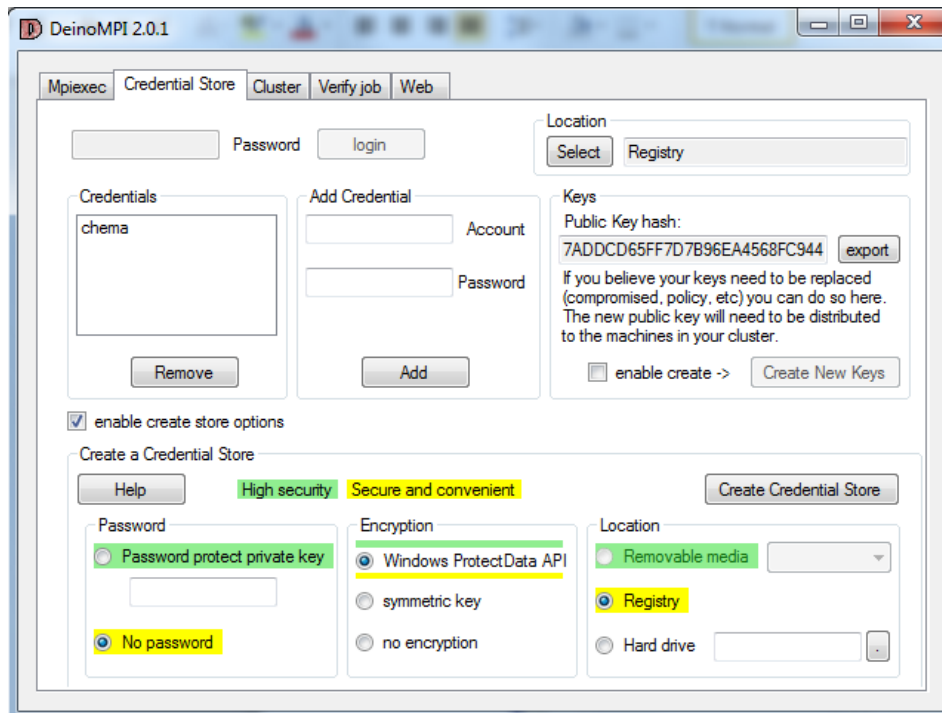 DeinoMPI 2.0.1
Mpiexec Credential Store Cluster Verify job Web
Password login
Location
Select Registry
Credentials
chema
Remove
Add Credential
Account
Password
Add
Keys
Public Key hash:
7ADDCD65FF7D7B96EA4568FC944 export
If you believe your keys need to be replaced
(compromised, policy, etc) you can do so here.
The new public key will need to be distributed
to the machines in your cluster.
enable create -> Create New Keys
enable create store options
Create a Credential Store
Help High security Secure and convenient Create Credential Store
Password
Password protect private key
No password
Encryption
Windows ProtectData API
symmetric key
no encryption
Location
Removable media
Registry
Hard drive .